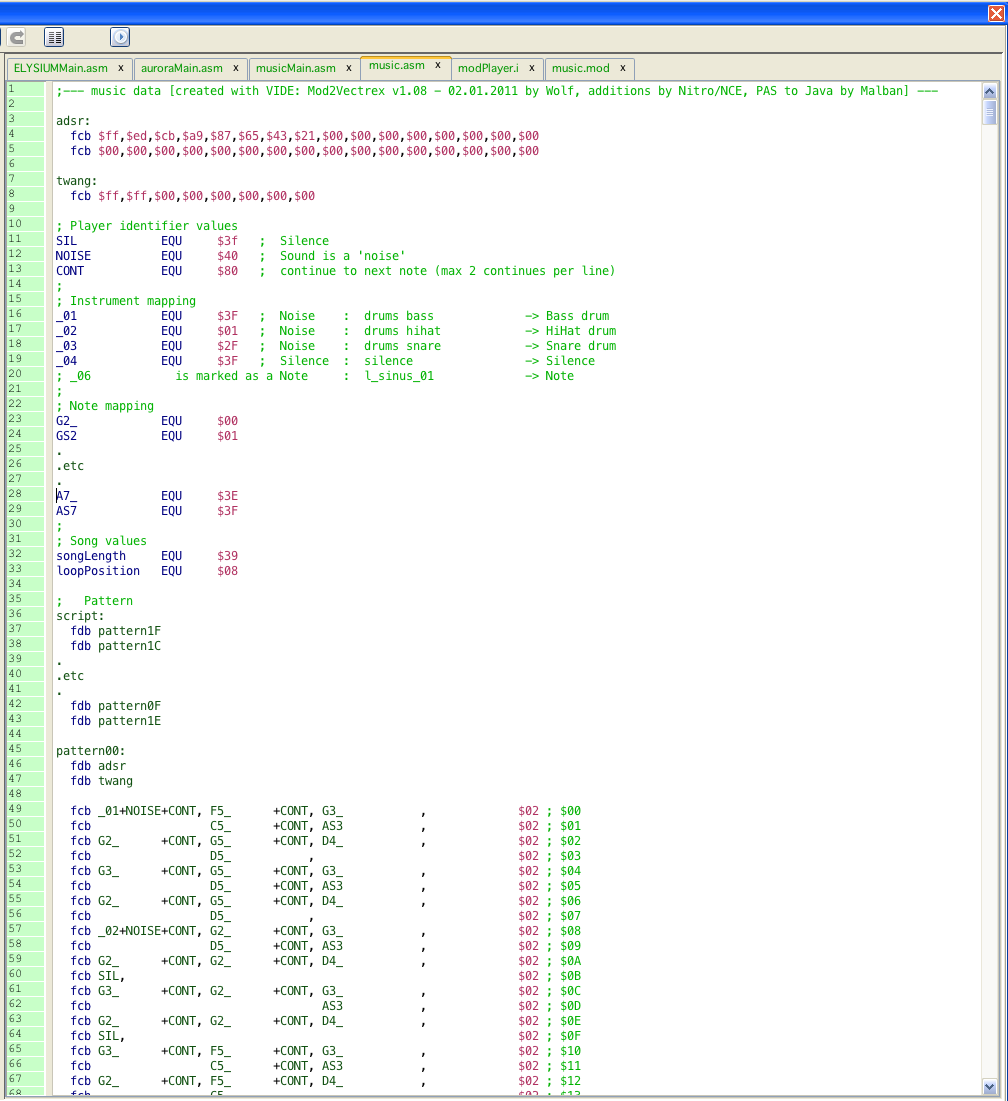 ELYSIUMMain.asm x auroraMain.asm x musicMain.asm x music.asm x modPlayer.i x music.mod x
1 ;--- music data [created with VIDE: Mod2Vectrex v1.08 - 02.01.2011 by Wolf, additions by Nitro/NCE, PAS to Java by Malban] ---
2
3 adsr:
4 fcb $ff,$ed,$cb,$a9,$87,$65,$43,$21,$00,$00,$00,$00,$00,$00,$00,$00
5 fcb $00,$00,$00,$00,$00,$00,$00,$00,$00,$00,$00,$00,$00,$00,$00,$00
6
7 twang:
8 fcb $ff,$ff,$00,$00,$00,$00,$00,$00
9
10 ; Player identifier values
11 SIL EQU $3f ; Silence
12 NOISE EQU $40 ; Sound is a 'noise'
13 CONT EQU $80 ; continue to next note (max 2 continues per line)
14 ;
15 ; Instrument mapping
16 _01 EQU $3F ; Noise : drums bass -> Bass drum
17 _02 EQU $01 ; Noise : drums hihat -> HiHat drum
18 _03 EQU $2F ; Noise : drums snare -> Snare drum
19 _04 EQU $3F ; Silence : silence -> Silence
20 ; _06 is marked as a Note : l_sinus_01 -> Note
21 ;
22 ; Note mapping
23 G2_ EQU $00
24 GS2 EQU $01
25 .
26 .etc
27 .
28 A7_ EQU $3E
29 AS7 EQU $3F
30 ;
31 ; Song values
32 songLength EQU $39
33 loopPosition EQU $08
34
35 ; Pattern
36 script:
37 fdb pattern1F
38 fdb pattern1C
39 .
40 .etc
41 .
42 fdb pattern0F
43 fdb pattern1E
44
45 pattern00:
46 fdb adsr
47 fdb twang
48
49 fcb _01+NOISE+CONT, F5_ +CONT, G3_ , $02 ; $00
50 fcb C5_ +CONT, AS3 , $02 ; $01
51 fcb G2_ +CONT, G5_ +CONT, D4_ , $02 ; $02
52 fcb D5_ , $02 ; $03
53 fcb G3_ +CONT, G5_ +CONT, G3_ , $02 ; $04
54 fcb D5_ +CONT, AS3 , $02 ; $05
55 fcb G2_ +CONT, G5_ +CONT, D4_ , $02 ; $06
56 fcb D5_ , $02 ; $07
57 fcb _02+NOISE+CONT, G2_ +CONT, G3_ , $02 ; $08
58 fcb D5_ +CONT, AS3 , $02 ; $09
59 fcb G2_ +CONT, G2_ +CONT, D4_ , $02 ; $0A
60 fcb SIL, $02 ; $0B
61 fcb G3_ +CONT, G2_ +CONT, G3_ , $02 ; $0C
62 fcb AS3 , $02 ; $0D
63 fcb G2_ +CONT, G2_ +CONT, D4_ , $02 ; $0E
64 fcb SIL, $02 ; $0F
65 fcb G3_ +CONT, F5_ +CONT, G3_ , $02 ; $10
66 fcb C5_ +CONT, AS3 , $02 ; $11
67 fcb G2_ +CONT, F5_ +CONT, D4_ , $02 ; $12
68 fcb